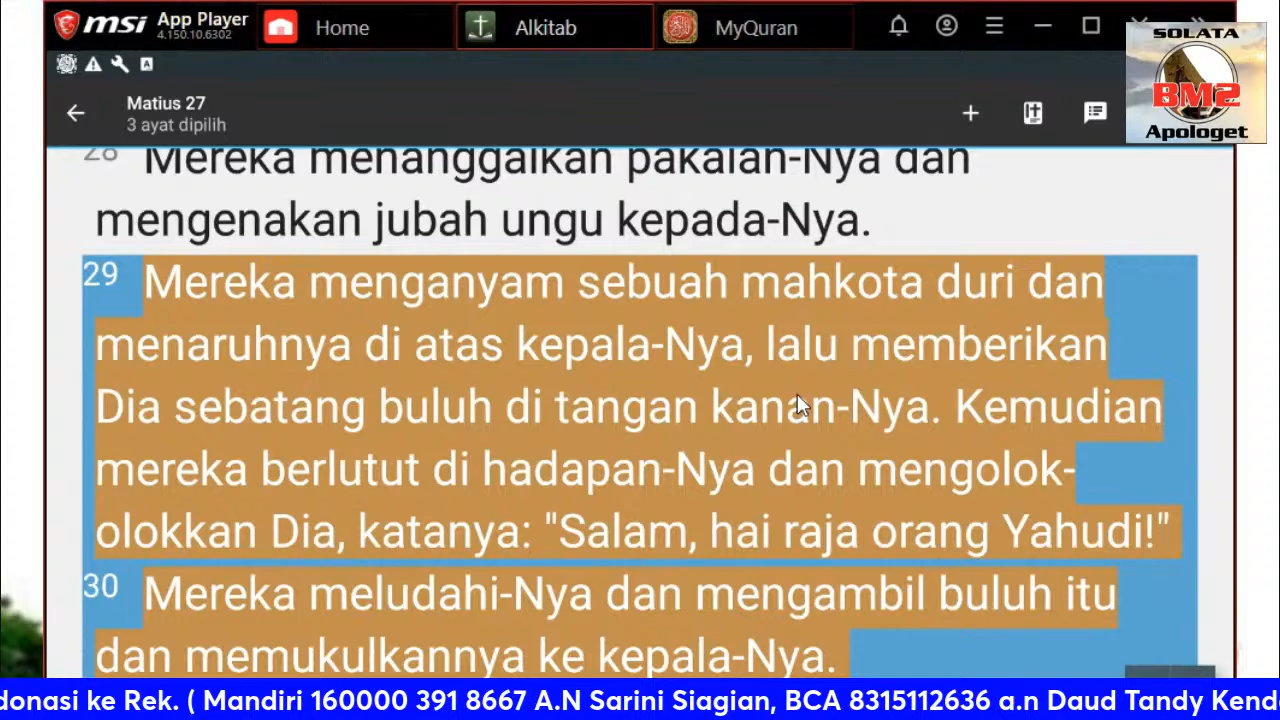 msi App Player
4.150.10.6302
Home
Alkitab
MyQuran
SOLATA
BM2
Apologet
Matius 27
3 ayat dipilih
28 Mereka menanggalkan pakaian-Nya dan
mengenakan jubah ungu kepada-Nya.
29 Mereka menganyam sebuah mahkota duri dan
menaruhnya di atas kepala-Nya, lalu memberikan
Dia sebatang buluh di tangan kanan-Nya. Kemudian
mereka berlutut di hadapan-Nya dan mengolok-
olokkan Dia, katanya: "Salam, hai raja orang Yahudi!"
30 Mereka meludahi-Nya dan mengambil buluh itu
dan memukulkannya ke kepala-Nya.
donasi ke Rek. ( Mandiri 160000 391 8667 A.N Sarini Siagian, BCA 8315112636 a.n Daud Tandy Kend